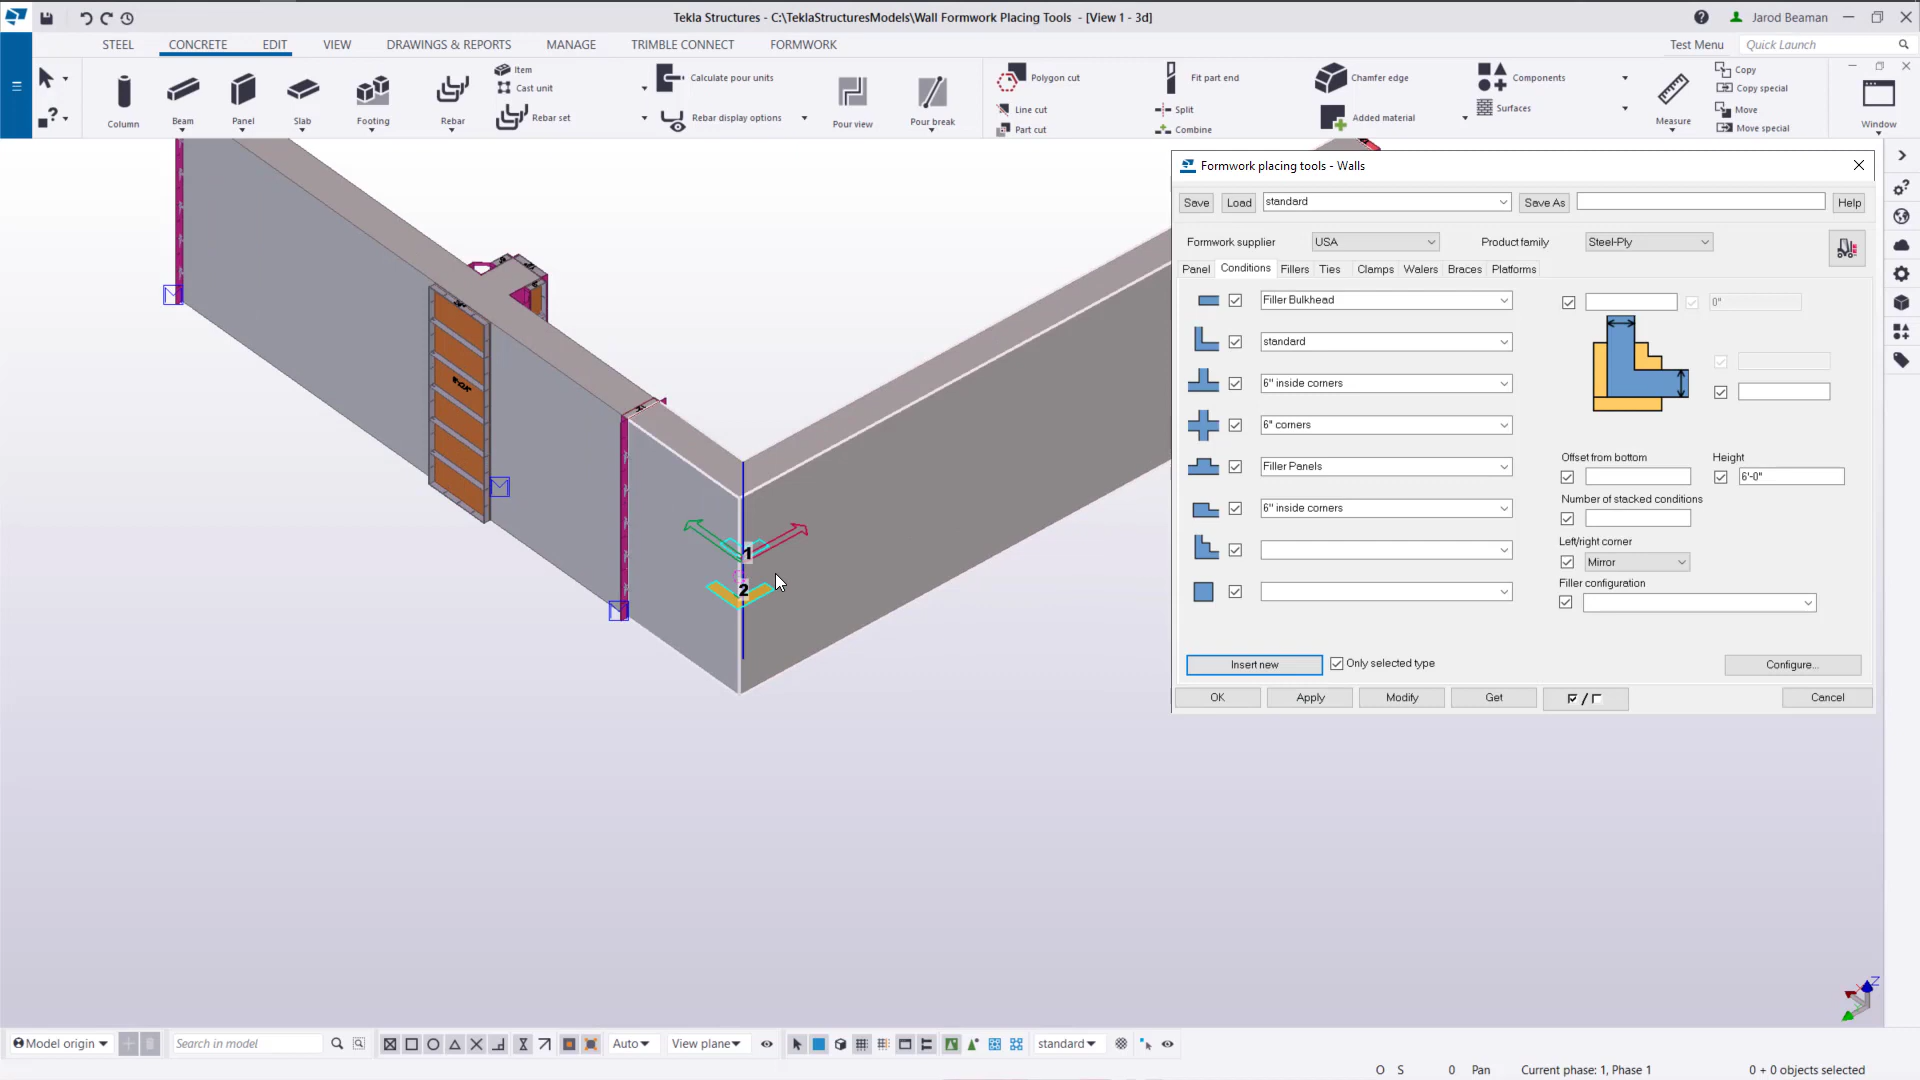 Tekla Structures - C:\TeklaStructuresModels\Wall Formwork Placing Tools - [View 1 - 3d]
Jarod Beaman
STEEL CONCRETE EDIT VIEW DRAWINGS & REPORTS MANAGE TRIMBLE CONNECT FORMWORK
Test Menu Quick Launch
Column Beam Panel Slab Footing Rebar
Item
Cast unit
Rebar set
Calculate pour units
Rebar display options
Pour view Pour break
Polygon cut
Line cut
Part cut
Fit part end
Split
Combine
Chamfer edge
Added material
Components
Surfaces
Measure
Copy
Copy special
Move
Move special
Window
Formwork placing tools - Walls
Save Load standard Save As Help
Formwork supplier USA Product family Steel-Ply
Panel Conditions Fillers Ties Clamps Walers Braces Platforms
Filler Bulkhead 0"
standard
6" inside corners
6" corners
Filler Panels
6" inside corners
Offset from bottom Height
6'-0"
Number of stacked conditions
Left/right corner
Mirror
Filler configuration
Insert new Only selected type Configure...
OK Apply Modify Get / Cancel
1
2
Z
Model origin Search in model Auto View plane standard
O S 0 Pan Current phase: 1, Phase 1 0 + 0 objects selected